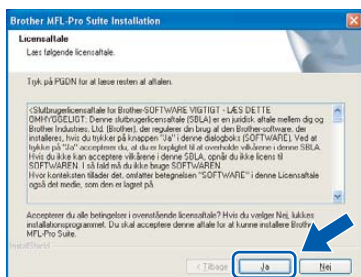 Brother MFL-Pro Suite Installation
Licensaftale
Læs følgende licensaftale.
Tryk på PGDN for at læse resten af aftalen.
<Slutbrugerlicensaftale for Brother-SOFTWARE VIGTIGT - LÆS DETTE
OMHYGGELIGT: Denne slutbrugerlicensaftale (SBLA) er en juridisk aftale mellem dig og
Brother Industries, Ltd. (Brother), der regulerer din brug af den Brother-software, der
installeres, hvis du trykker på knappen "Ja" i denne dialogboks (SOFTWARE). Ved at
trykke på "Ja" accepterer du, at du er forpligtet til at overholde vilkårene i denne SBLA.
Hvis du ikke kan acceptere vilkårene i denne SBLA, opnår du ikke licens til
SOFTWAREN. I så fald må du ikke bruge SOFTWAREN.
Hvor konteksten tillader det, omfatter betegnelsen "SOFTWARE" i denne Licensaftale
også det medie, som den er lagret på.
Accepterer du alle betingelser i ovenstående licensaftale? Hvis du vælger Nej, lukkes
installationsprogrammet. Du skal acceptere denne aftale for at kunne installere Brother
MFL-Pro Suite.
InstallShield
< Tilbage
Ja
Nej